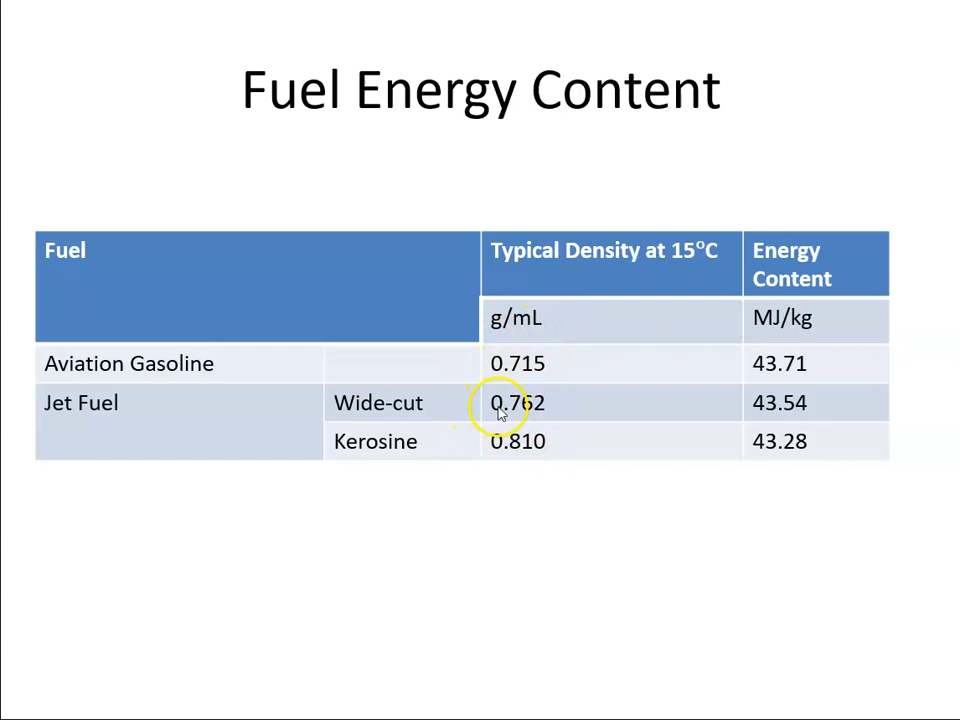 Fuel Energy Content
Fuel Typical Density at 15°C Energy Content
g/mL MJ/kg
Aviation Gasoline 0.715 43.71
Jet Fuel Wide-cut 0.762 43.54
Kerosine 0.810 43.28